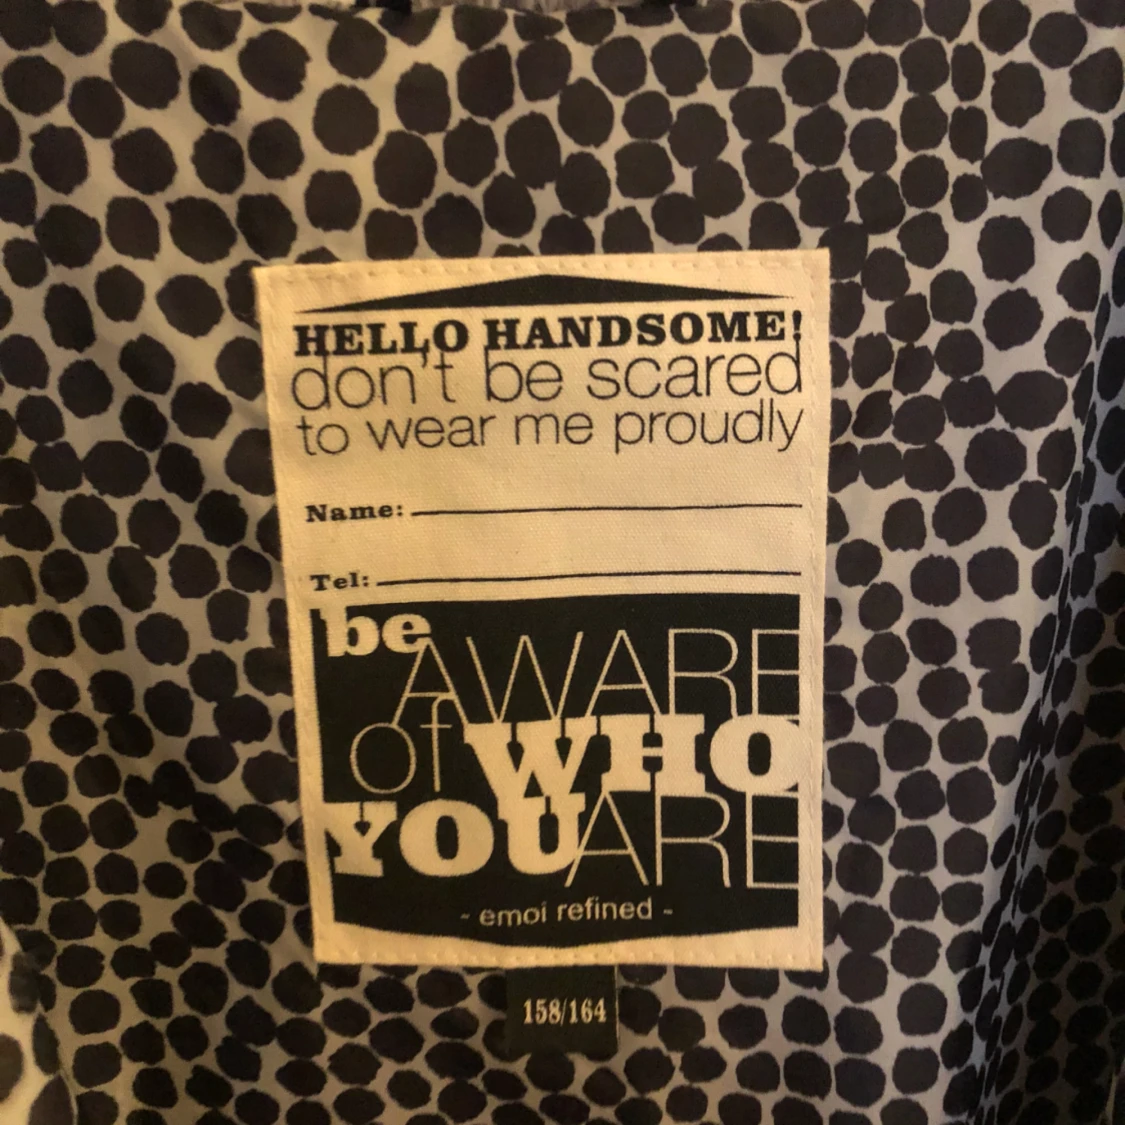 HELLO HANDSOME!
don't be scared
to wear me proudly
Name:
Tel:
be
AWARE
of WHO
YOU ARE
- emoi refined -
158/164